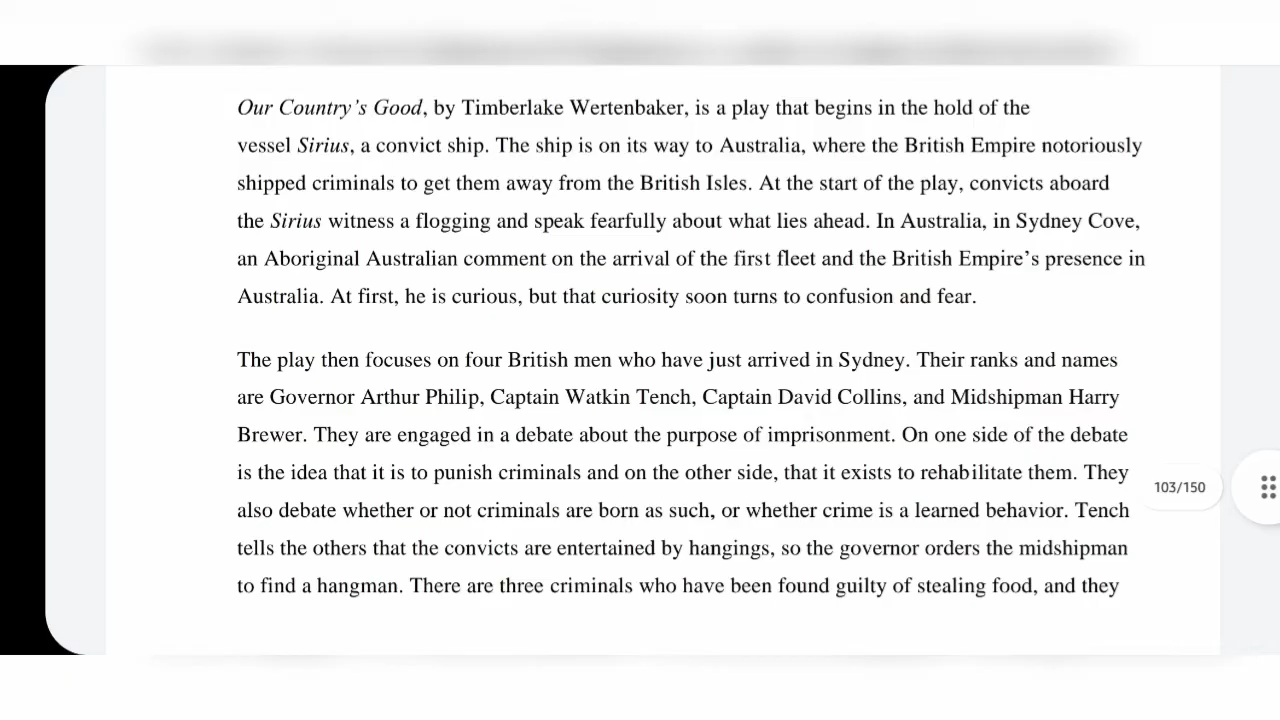 Our Country’s Good, by Timberlake Wertenbaker, is a play that begins in the hold of the
vessel Sirius, a convict ship. The ship is on its way to Australia, where the British Empire notoriously
shipped criminals to get them away from the British Isles. At the start of the play, convicts aboard
the Sirius witness a flogging and speak fearfully about what lies ahead. In Australia, in Sydney Cove,
an Aboriginal Australian comment on the arrival of the first fleet and the British Empire’s presence in
Australia. At first, he is curious, but that curiosity soon turns to confusion and fear.
The play then focuses on four British men who have just arrived in Sydney. Their ranks and names
are Governor Arthur Philip, Captain Watkin Tench, Captain David Collins, and Midshipman Harry
Brewer. They are engaged in a debate about the purpose of imprisonment. On one side of the debate
is the idea that it is to punish criminals and on the other side, that it exists to rehabilitate them. They
also debate whether or not criminals are born as such, or whether crime is a learned behavior. Tench
tells the others that the convicts are entertained by hangings, so the governor orders the midshipman
to find a hangman. There are three criminals who have been found guilty of stealing food, and they
103/150